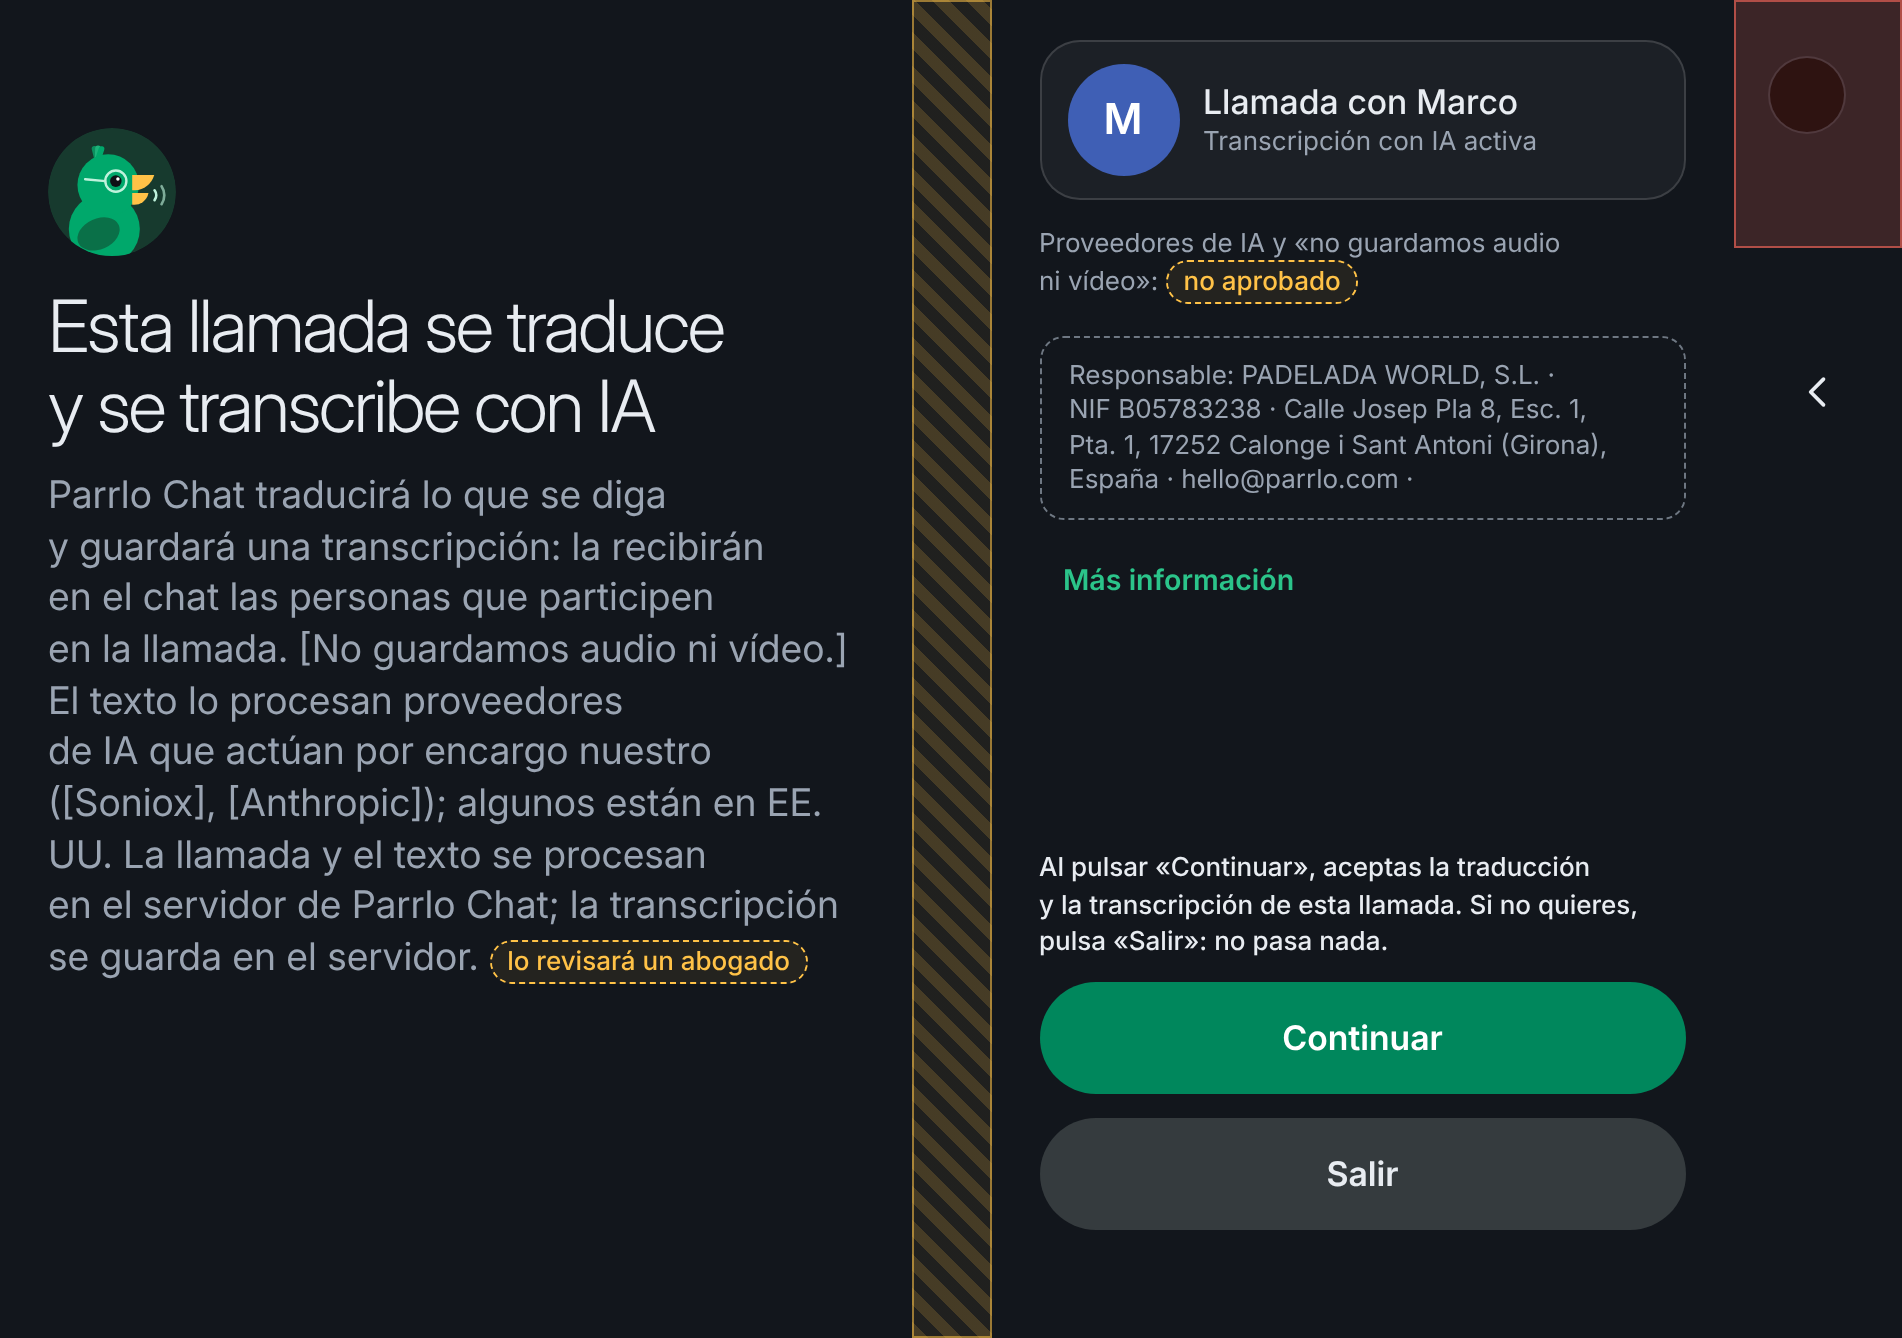 Esta llamada se traduce
y se transcribe con IA
Parrlo Chat traducirá lo que se diga
y guardará una transcripción: la recibirán
en el chat las personas que participen
en la llamada. [No guardamos audio ni vídeo.]
El texto lo procesan proveedores
de IA que actúan por encargo nuestro
([Soniox], [Anthropic]); algunos están en EE.
UU. La llamada y el texto se procesan
en el servidor de Parrlo Chat; la transcripción
se guarda en el servidor. lo revisará un abogado
M
Llamada con Marco
Transcripción con IA activa
Proveedores de IA y «no guardamos audio
ni vídeo»: no aprobado
Responsable: PADELADA WORLD, S.L. ·
NIF B05783238 · Calle Josep Pla 8, Esc. 1,
Pta. 1, 17252 Calonge i Sant Antoni (Girona),
España · hello@parrlo.com ·
Más información
Al pulsar «Continuar», aceptas la traducción
y la transcripción de esta llamada. Si no quieres,
pulsa «Salir»: no pasa nada.
Continuar
Salir